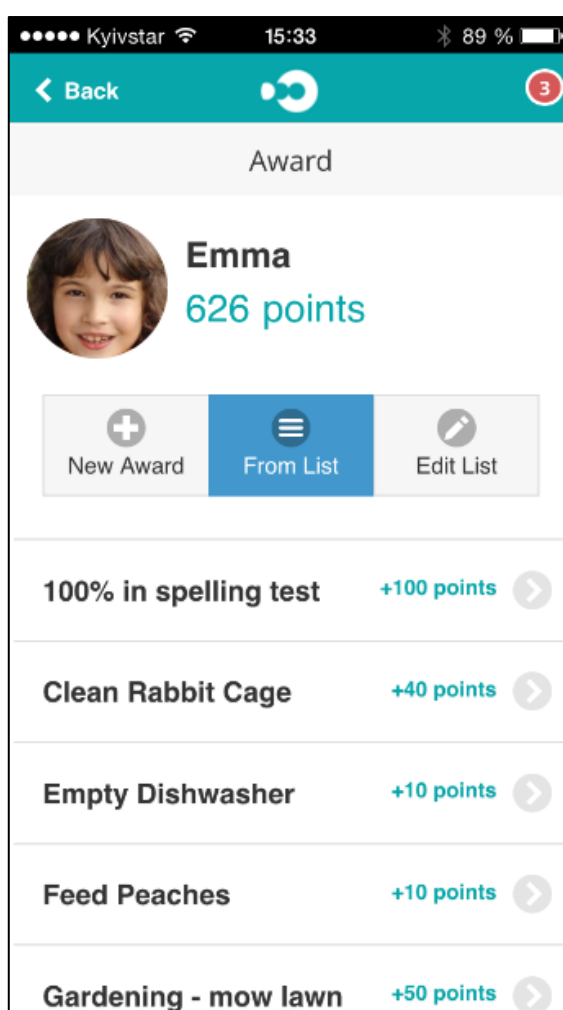 Kyivstar 15:33 89 %
Back 3
Award
Emma
626 points
New Award From List Edit List
100% in spelling test +100 points
Clean Rabbit Cage +40 points
Empty Dishwasher +10 points
Feed Peaches +10 points
Gardening - mow lawn +50 points